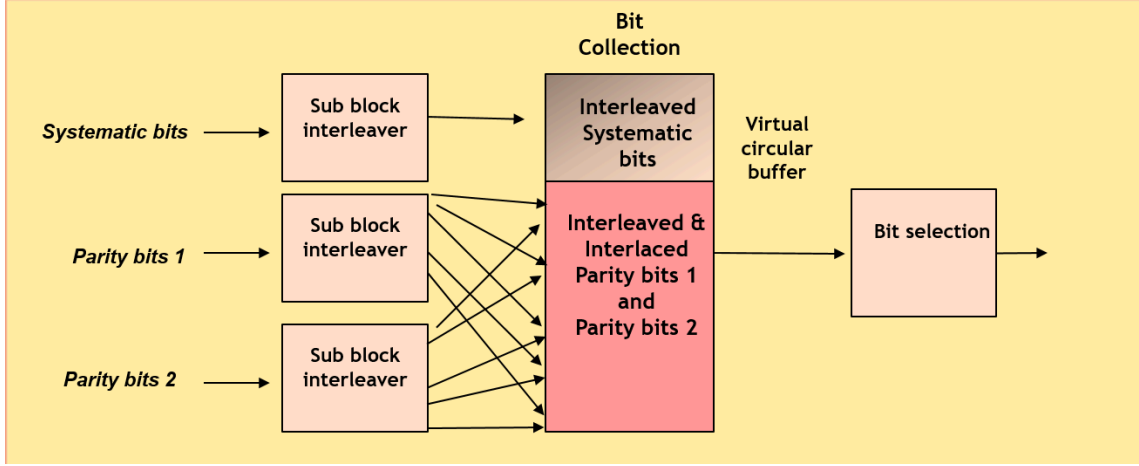 Bit
Collection
Systematic bits
Sub block
interleaver
Interleaved
Systematic
bits
Virtual
circular
buffer
Parity bits 1
Sub block
interleaver
Interleaved &
Interlaced
Parity bits 1
and
Parity bits 2
Bit selection
Parity bits 2
Sub block
interleaver